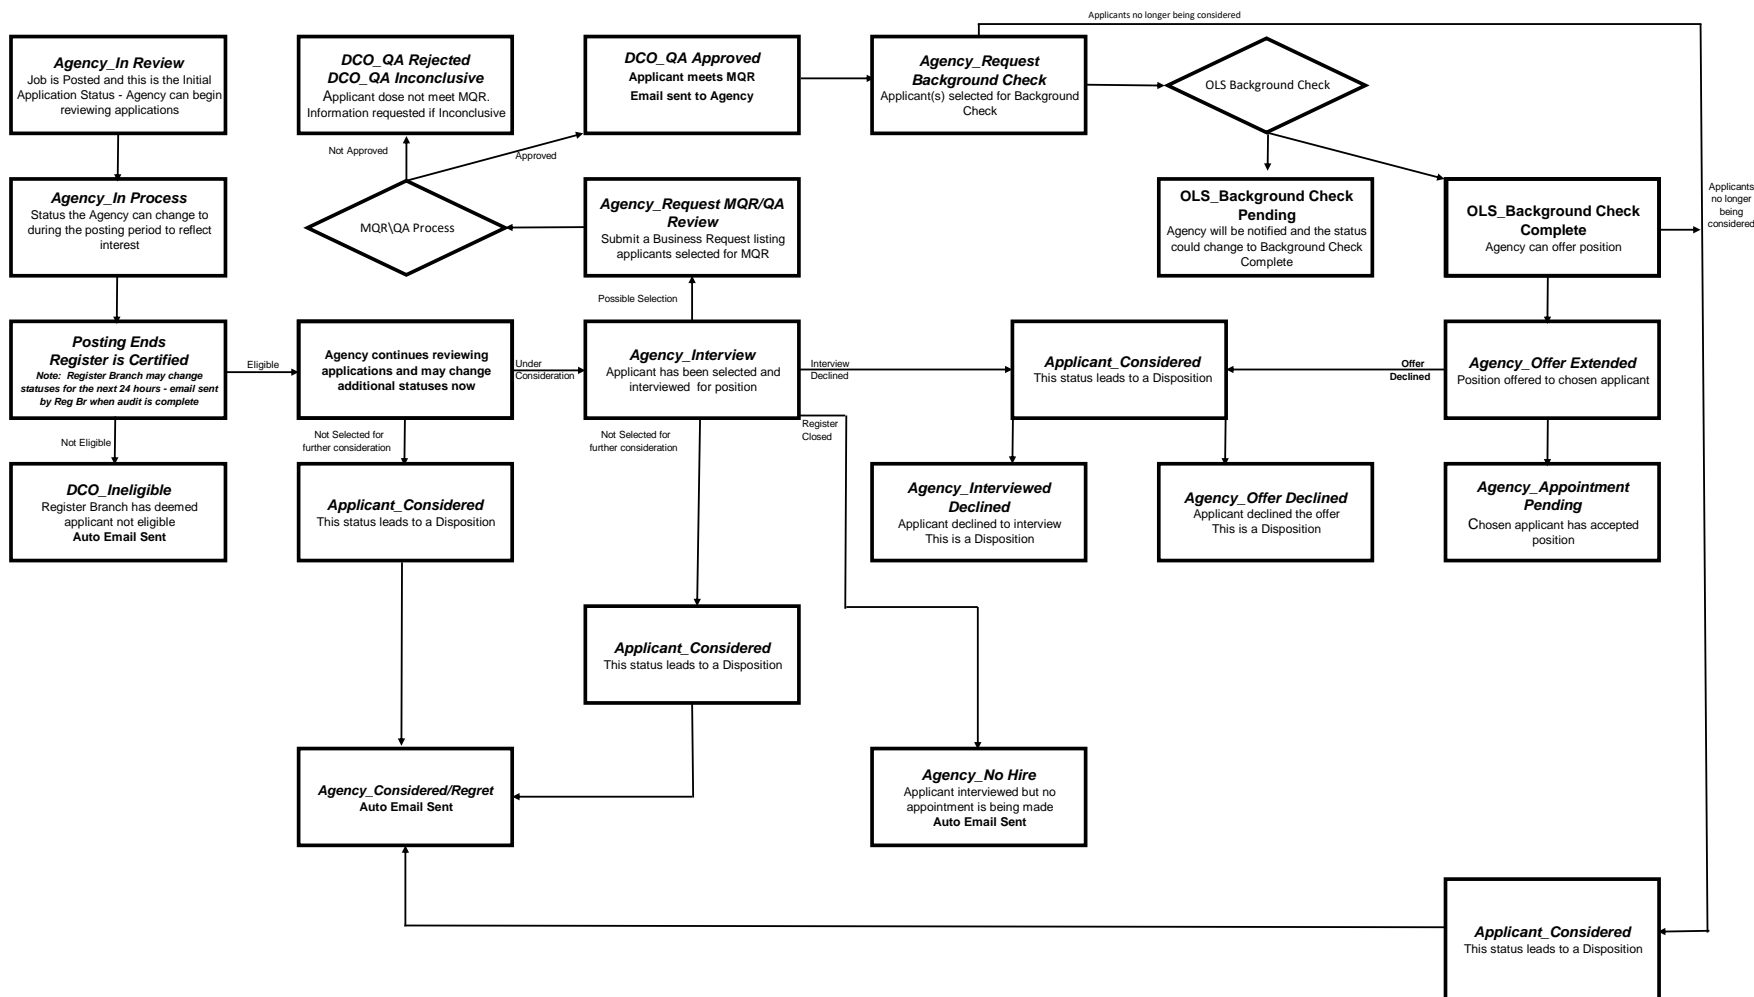 Applicants no longer being considered
Agency_In Review
Job is Posted and this is the Initial
Application Status - Agency can begin
reviewing applications
DCO_QA Rejected
DCO_QA Inconclusive
Applicant dose not meet MQR.
Information requested if Inconclusive
DCO_QA Approved
Applicant meets MQR
Email sent to Agency
Agency_Request
Background Check
Applicant(s) selected for Background
Check
OLS Background Check
Not Approved
Approved
Agency_In Process
Status the Agency can change to
during the posting period to reflect
interest
MQR\QA Process
Agency_Request MQR/QA
Review
Submit a Business Request listing
applicants selected for MQR
OLS_Background Check
Pending
Agency will be notified and the status
could change to Background Check
Complete
OLS_Background Check
Complete
Agency can offer position
Applicants
no longer
being
considered
Possible Selection
Posting Ends
Register is Certified
Note: Register Branch may change
statuses for the next 24 hours - email sent
by Reg Br when audit is complete
Eligible
Agency continues reviewing
applications and may change
additional statuses now
Under
Consideration
Agency_Interview
Applicant has been selected and
interviewed for position
Interview
Declined
Applicant_Considered
This status leads to a Disposition
Offer
Declined
Agency_Offer Extended
Position offered to chosen applicant
Not Eligible
Not Selected for
further consideration
Not Selected for
further consideration
Register
Closed
DCO_Ineligible
Register Branch has deemed
applicant not eligible
Auto Email Sent
Applicant_Considered
This status leads to a Disposition
Agency_Interviewed
Declined
Applicant declined to interview
This is a Disposition
Agency_Offer Declined
Applicant declined the offer
This is a Disposition
Agency_Appointment
Pending
Chosen applicant has accepted
position
Applicant_Considered
This status leads to a Disposition
Agency_Considered/Regret
Auto Email Sent
Agency_No Hire
Applicant interviewed but no
appointment is being made
Auto Email Sent
Applicant_Considered
This status leads to a Disposition